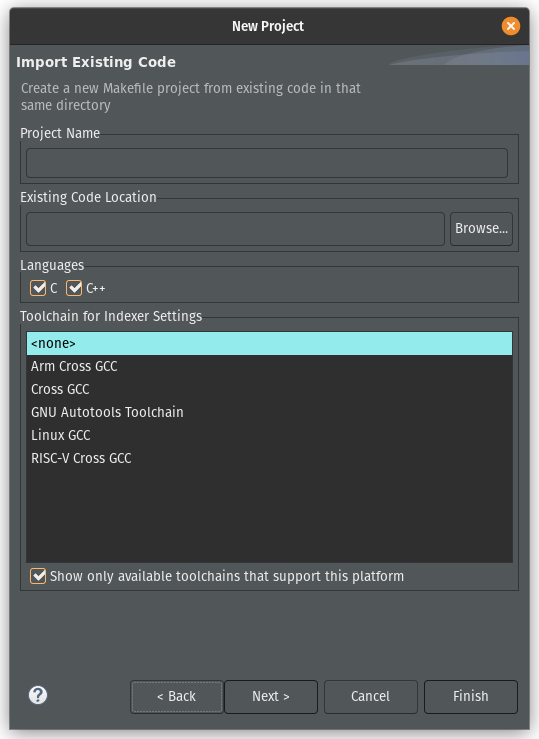 New Project
Import Existing Code
Create a new Makefile project from existing code in that
same directory
Project Name
Existing Code Location
Browse...
Languages
C C++
Toolchain for Indexer Settings
<none>
Arm Cross GCC
Cross GCC
GNU Autotools Toolchain
Linux GCC
RISC-V Cross GCC
Show only available toolchains that support this platform
? < Back Next > Cancel Finish